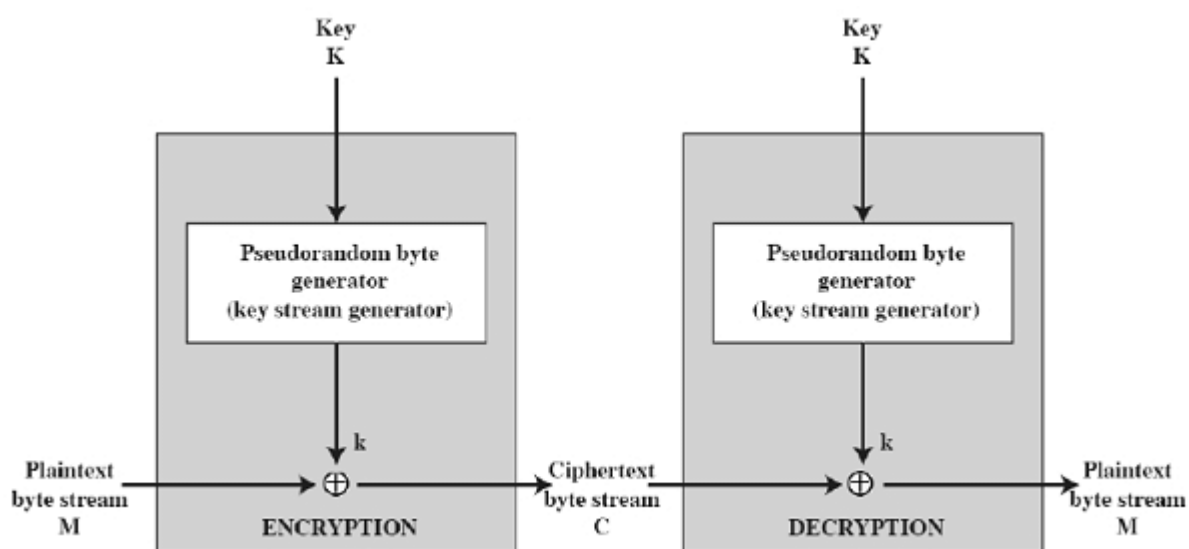 Key
K
Key
K
Pseudorandom byte
generator
(key stream generator)
Pseudorandom byte
generator
(key stream generator)
k
k
Plaintext
byte stream
M
Ciphertext
byte stream
C
Plaintext
byte stream
M
ENCRYPTION
DECRYPTION